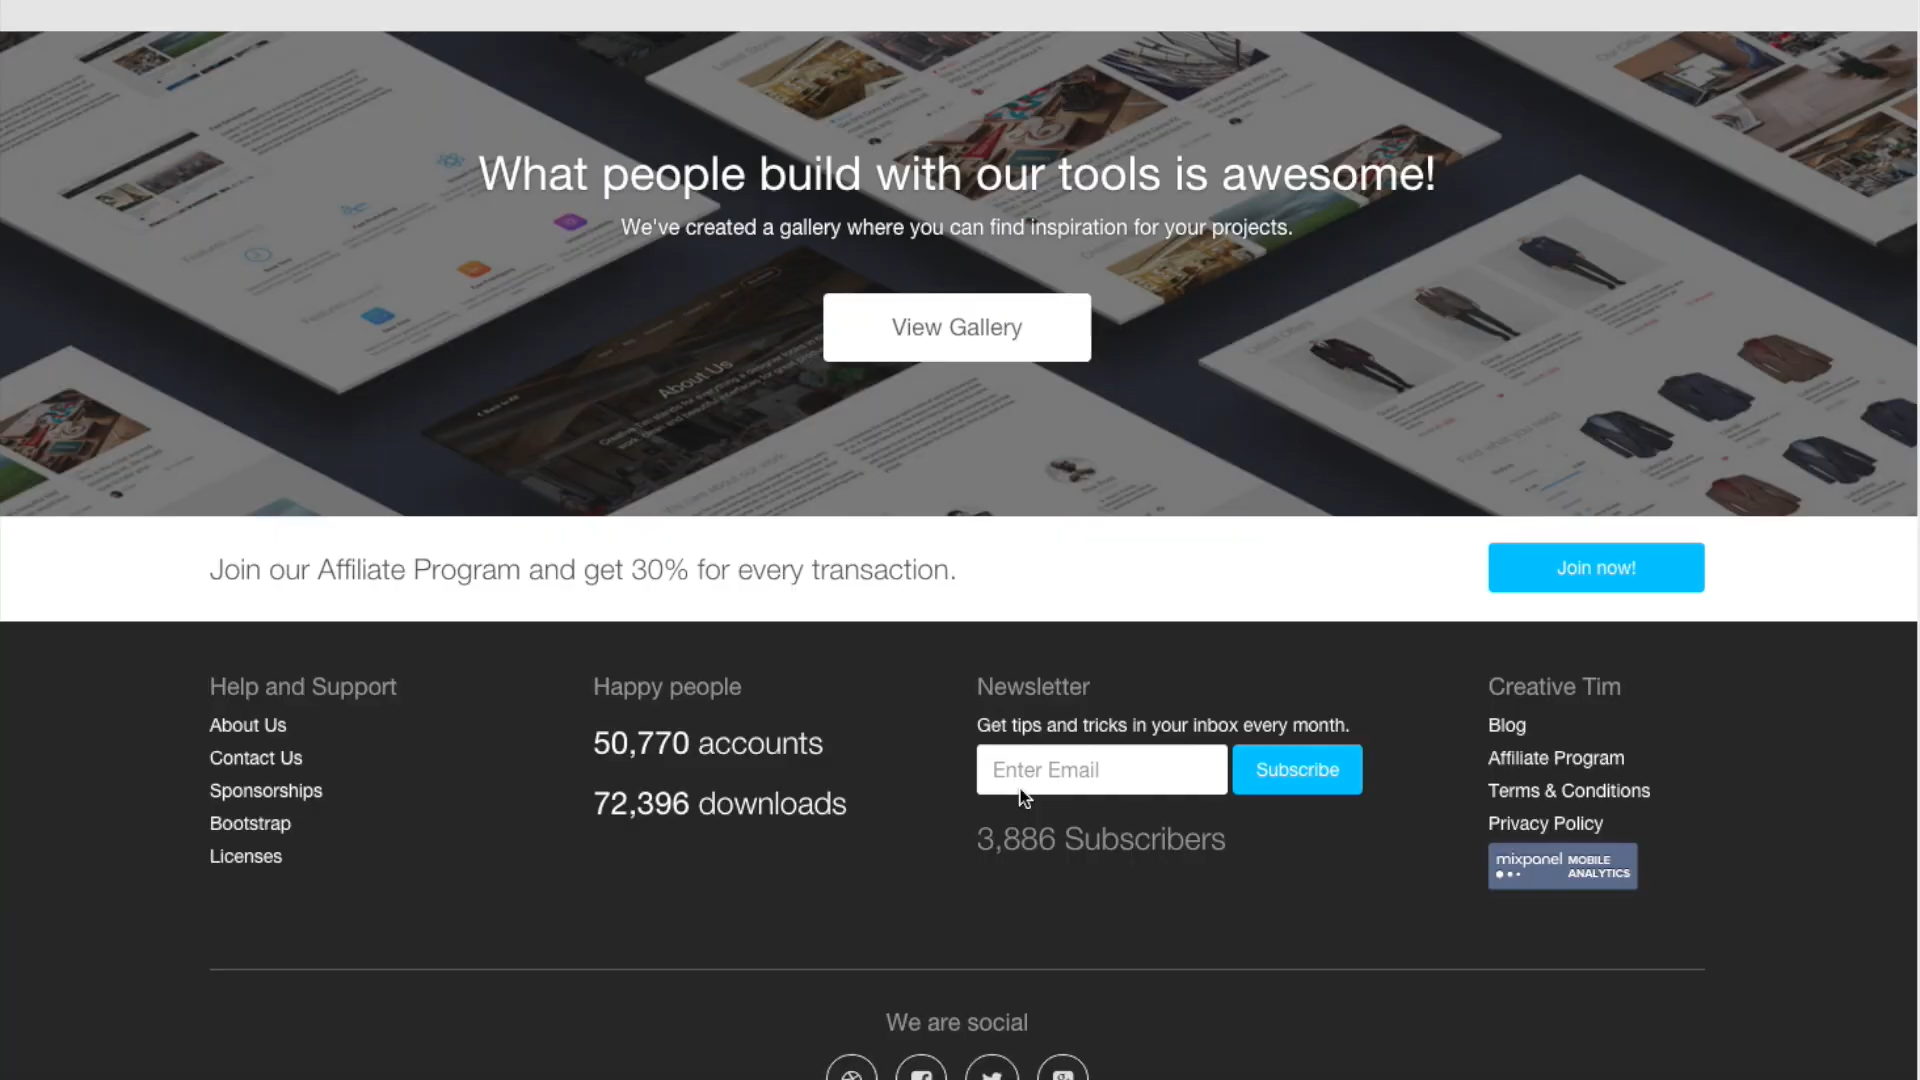 What people build with our tools is awesome!
We've created a gallery where you can find inspiration for your projects.
View Gallery
About Us
Join our Affiliate Program and get 30% for every transaction.
Join now!
Help and Support
About Us
Contact Us
Sponsorships
Bootstrap
Licenses
Happy people
50,770 accounts
72,396 downloads
Newsletter
Get tips and tricks in your inbox every month.
Enter Email
Subscribe
3,886 Subscribers
Creative Tim
Blog
Affiliate Program
Terms & Conditions
Privacy Policy
mixpanel MOBILE
ANALYTICS
We are social